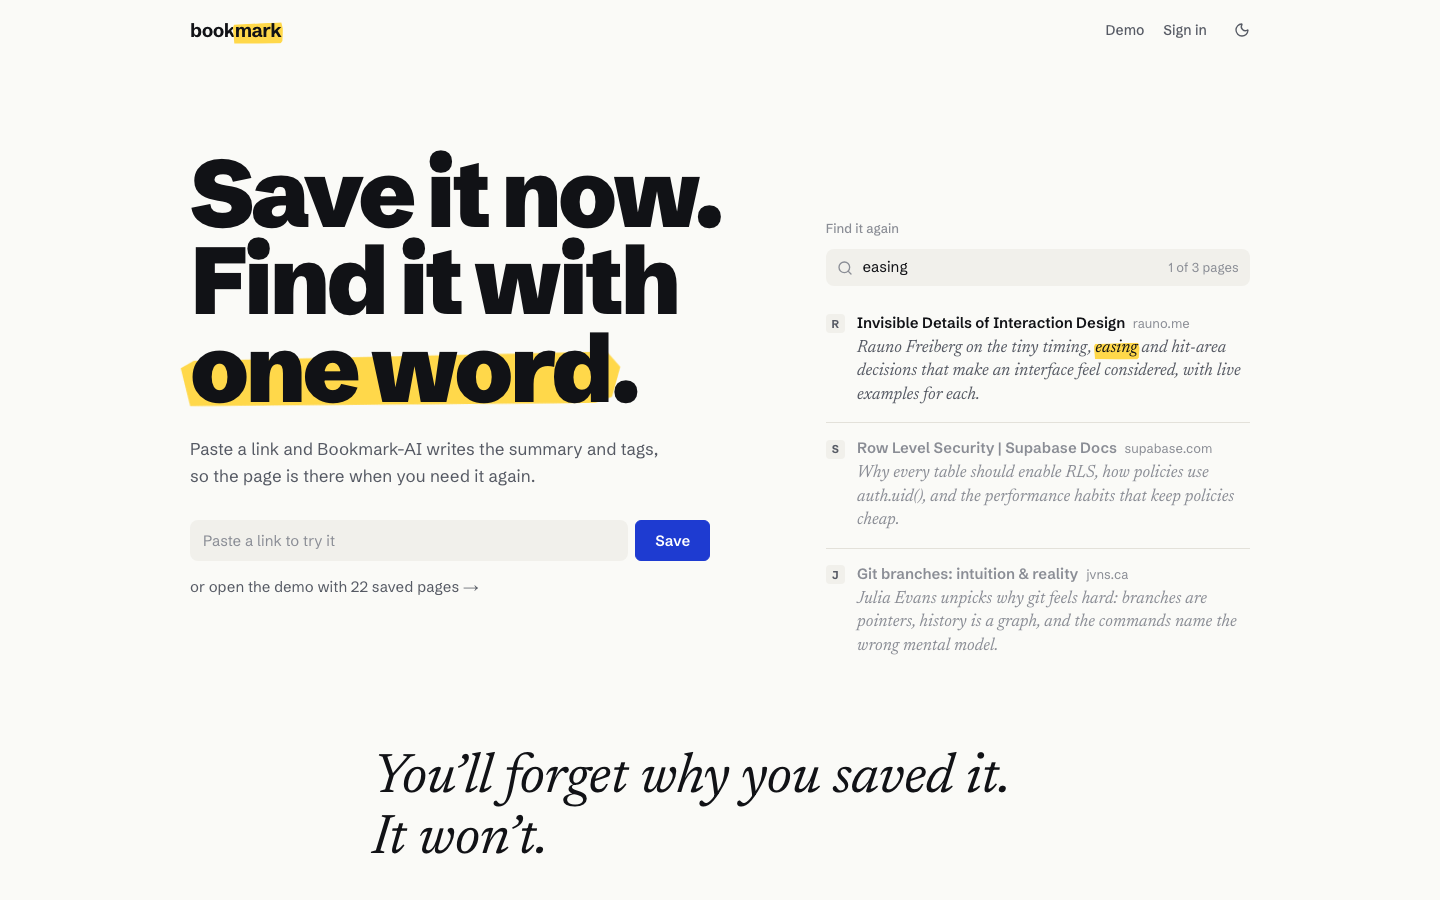 bookmark
Demo Sign in
Save it now.
Find it with
one word.
Paste a link and Bookmark-AI writes the summary and tags,
so the page is there when you need it again.
Paste a link to try it
Save
or open the demo with 22 saved pages →
Find it again
easing
1 of 3 pages
R
Invisible Details of Interaction Design rauno.me
Rauno Freiberg on the tiny timing, easing and hit-area
decisions that make an interface feel considered, with live
examples for each.
S
Row Level Security | Supabase Docs supabase.com
Why every table should enable RLS, how policies use
auth.uid(), and the performance habits that keep policies
cheap.
J
Git branches: intuition & reality jvns.ca
Julia Evans unpicks why git feels hard: branches are
pointers, history is a graph, and the commands name the
wrong mental model.
You’ll forget why you saved it.
It won’t.